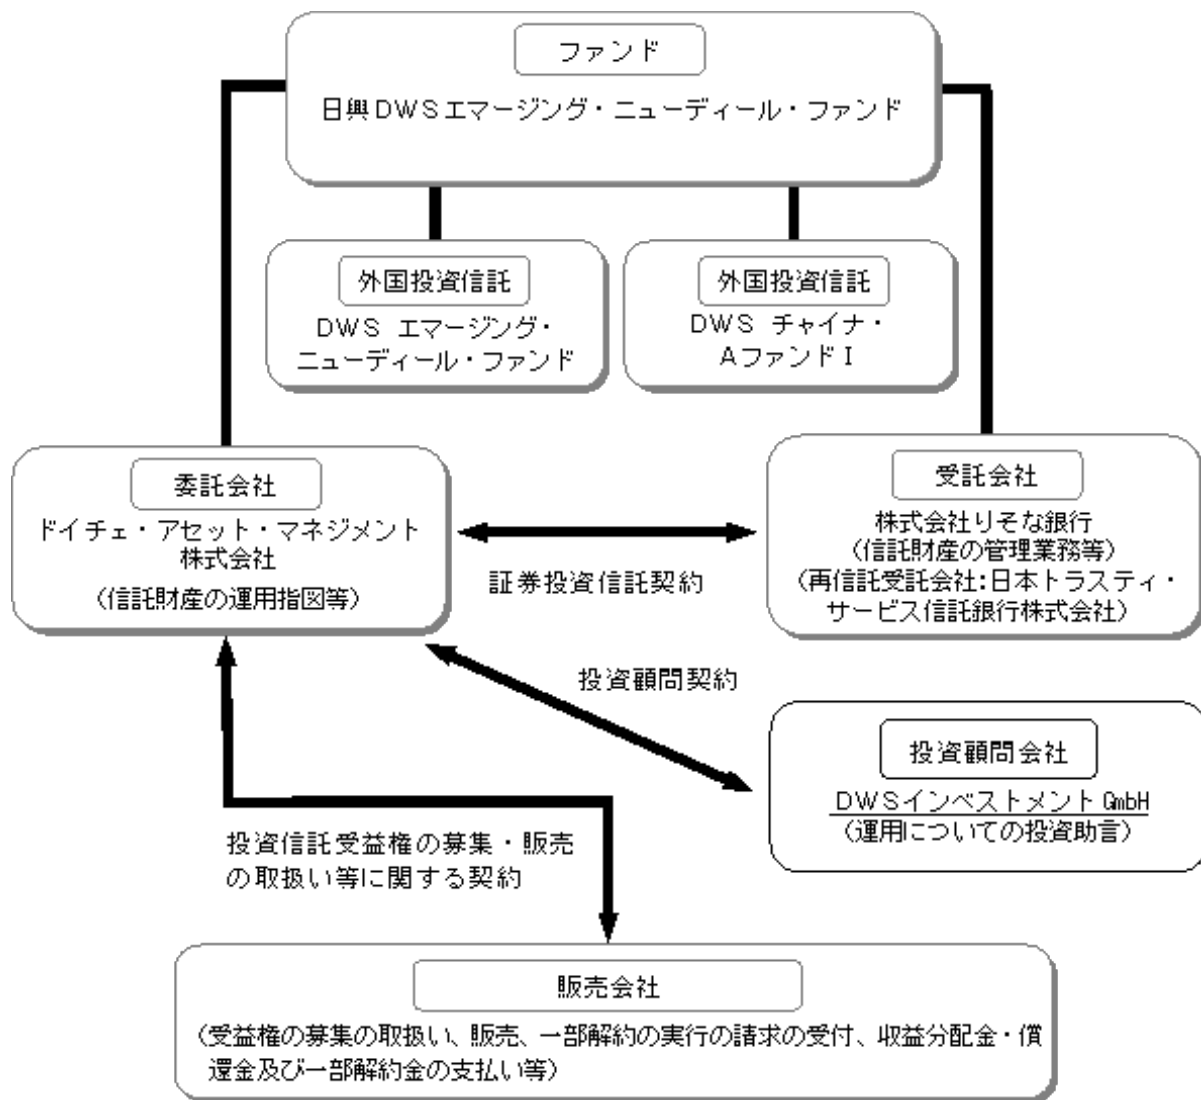 ファンド
日興DWSエマージング・ニューディール・ファンド
外国投資信託
DWS エマージング・
ニューディール・ファンド
外国投資信託
DWS チャイナ・
AファンドⅠ
委託会社
ドイチェ・アセット・マネジメント
株式会社
(信託財産の運用指図等)
証券投資信託契約
受託会社
株式会社りそな銀行
(信託財産の管理業務等)
(再信託受託会社:日本トラスティ・
サービス信託銀行株式会社)
投資顧問契約
投資顧問会社
DWSインベストメントGmbH
(運用についての投資助言)
投資信託受益権の募集・販売
の取扱い等に関する契約
販売会社
(受益権の募集の取扱い、販売、一部解約の実行の請求の受付、収益分配金・償
還金及び一部解約金の支払い等)